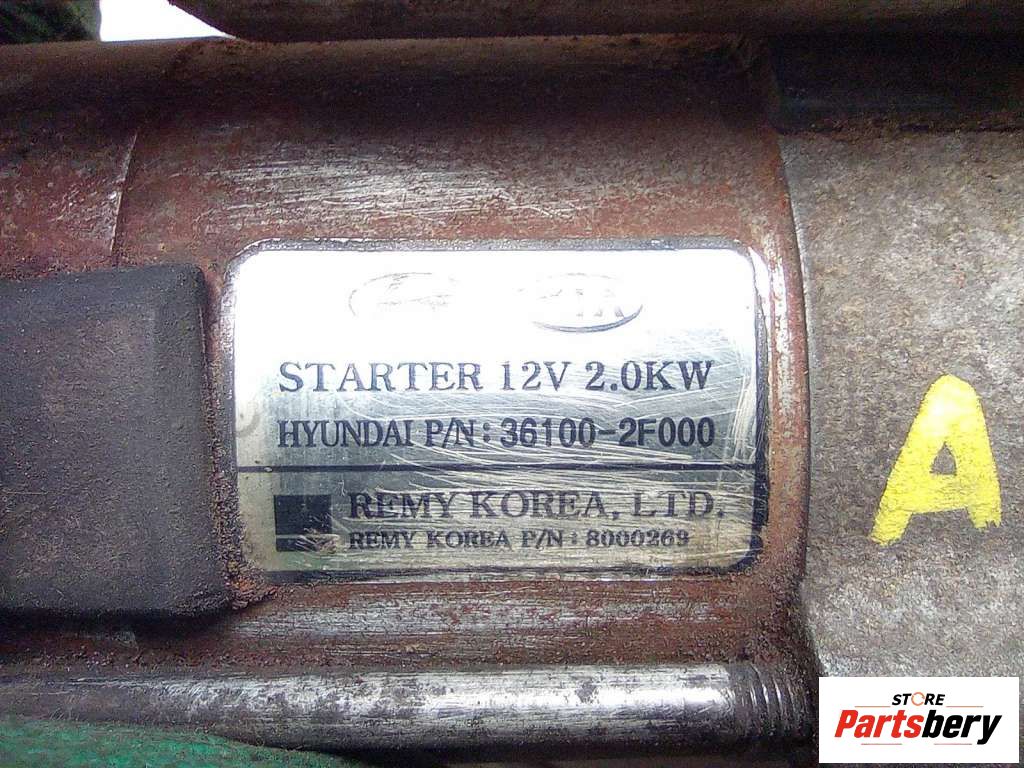 STARTER 12V 2.0KW
HYUNDAI P/N: 36100-2F000
REMY KOREA, LTD.
REMY KOREA P/N: 8000269
A
STORE
Partsbery